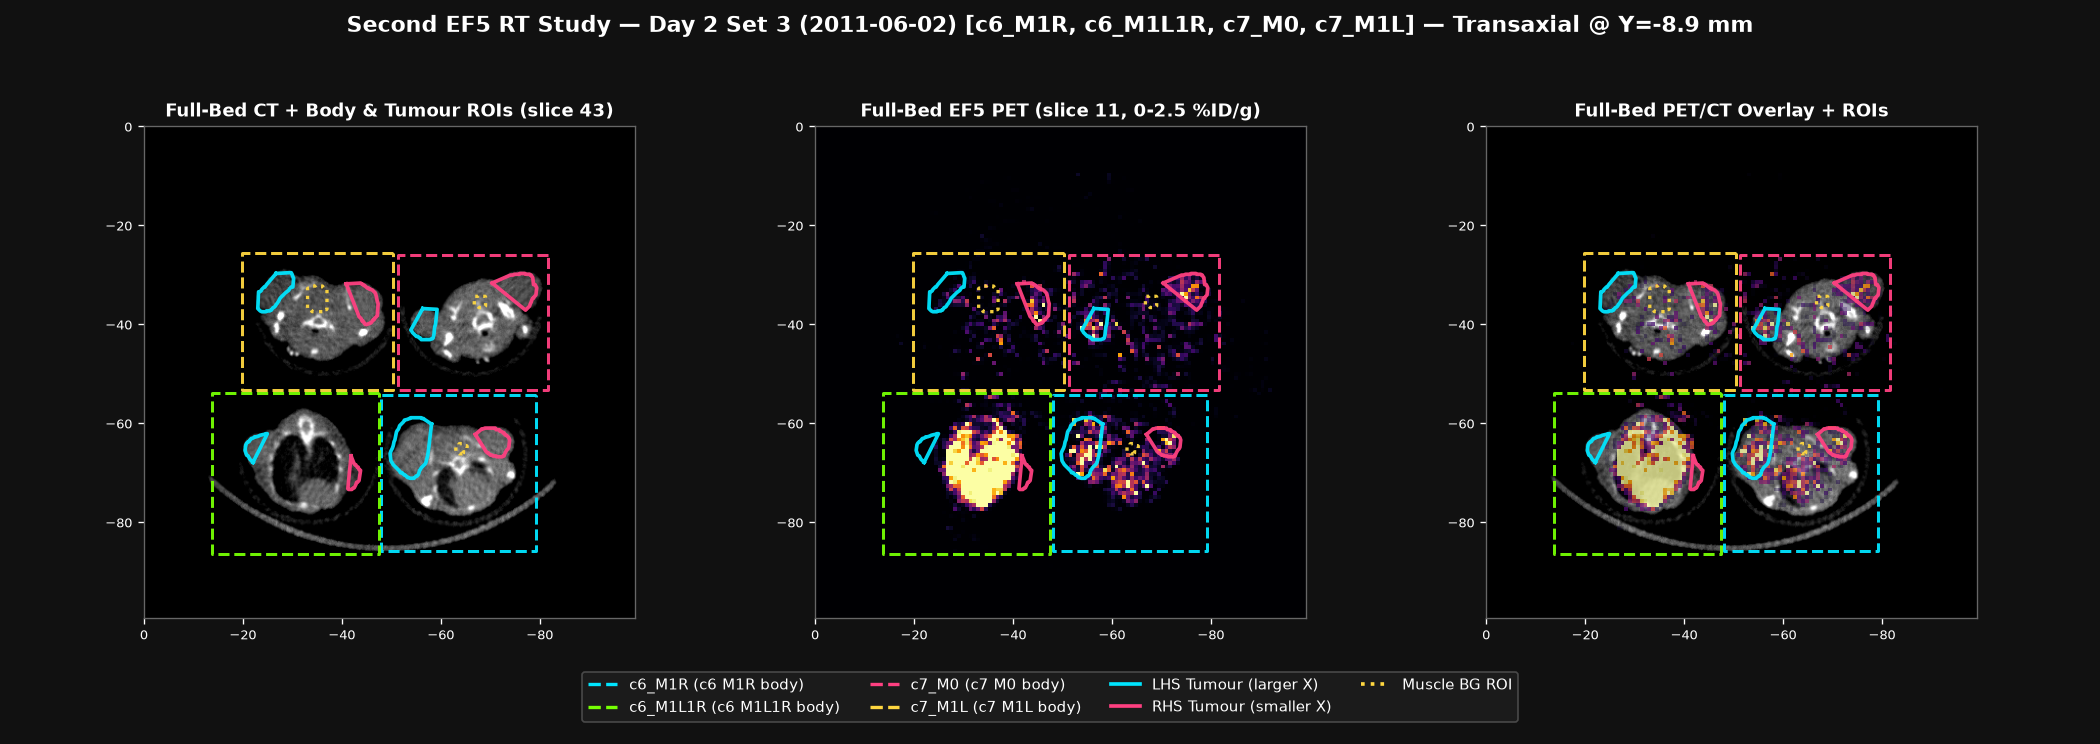 Second EF5 RT Study — Day 2 Set 3 (2011-06-02) [c6_M1R, c6_M1L1R, c7_M0, c7_M1L] — Transaxial @ Y=-8.9 mm
Full-Bed CT + Body & Tumour ROIs (slice 43)
0
−20
−40
−60
−80
0
−20
−40
−60
−80
Full-Bed EF5 PET (slice 11, 0-2.5 %ID/g)
0
−20
−40
−60
−80
0
−20
−40
−60
−80
Full-Bed PET/CT Overlay + ROIs
0
−20
−40
−60
−80
0
−20
−40
−60
−80
c6_M1R (c6 M1R body)
c6_M1L1R (c6 M1L1R body)
c7_M0 (c7 M0 body)
c7_M1L (c7 M1L body)
LHS Tumour (larger X)
RHS Tumour (smaller X)
Muscle BG ROI